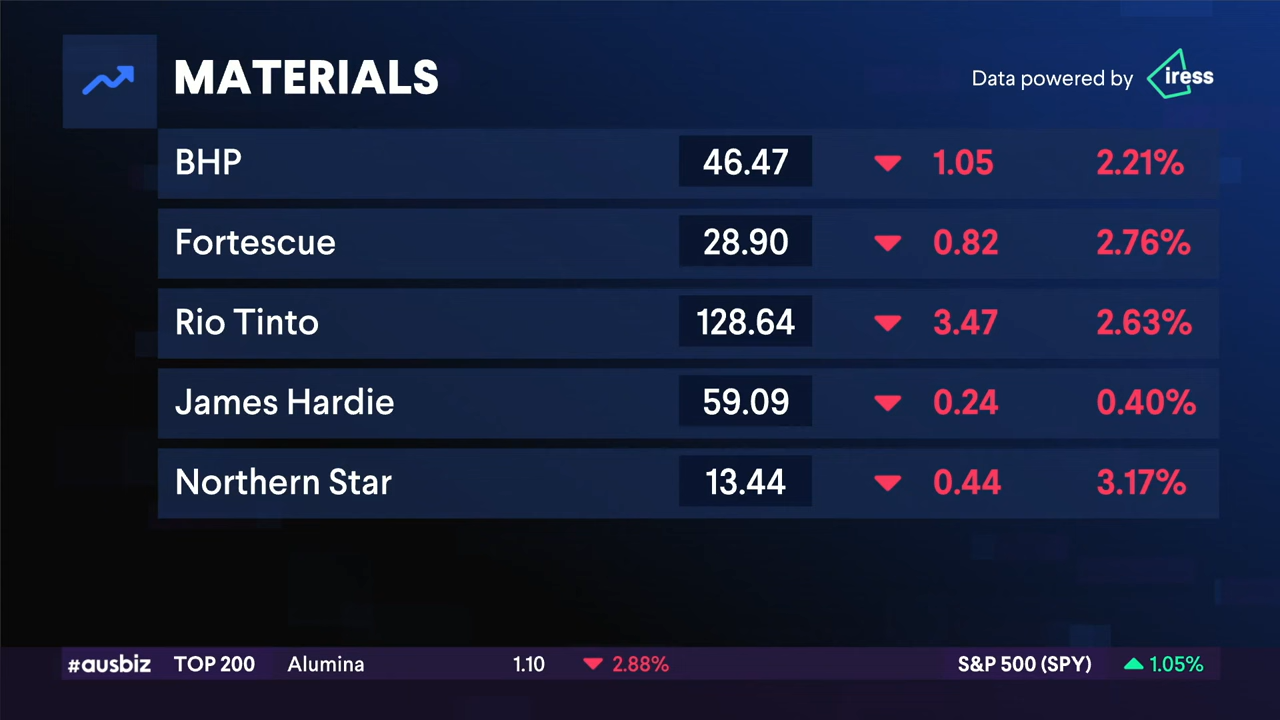 MATERIALS
Data powered by iress
BHP 46.47 ▼ 1.05 2.21%
Fortescue 28.90 ▼ 0.82 2.76%
Rio Tinto 128.64 ▼ 3.47 2.63%
James Hardie 59.09 ▼ 0.24 0.40%
Northern Star 13.44 ▼ 0.44 3.17%
#ausbiz TOP 200 Alumina 1.10 ▼ 2.88% S&P 500 (SPY) ▲ 1.05%